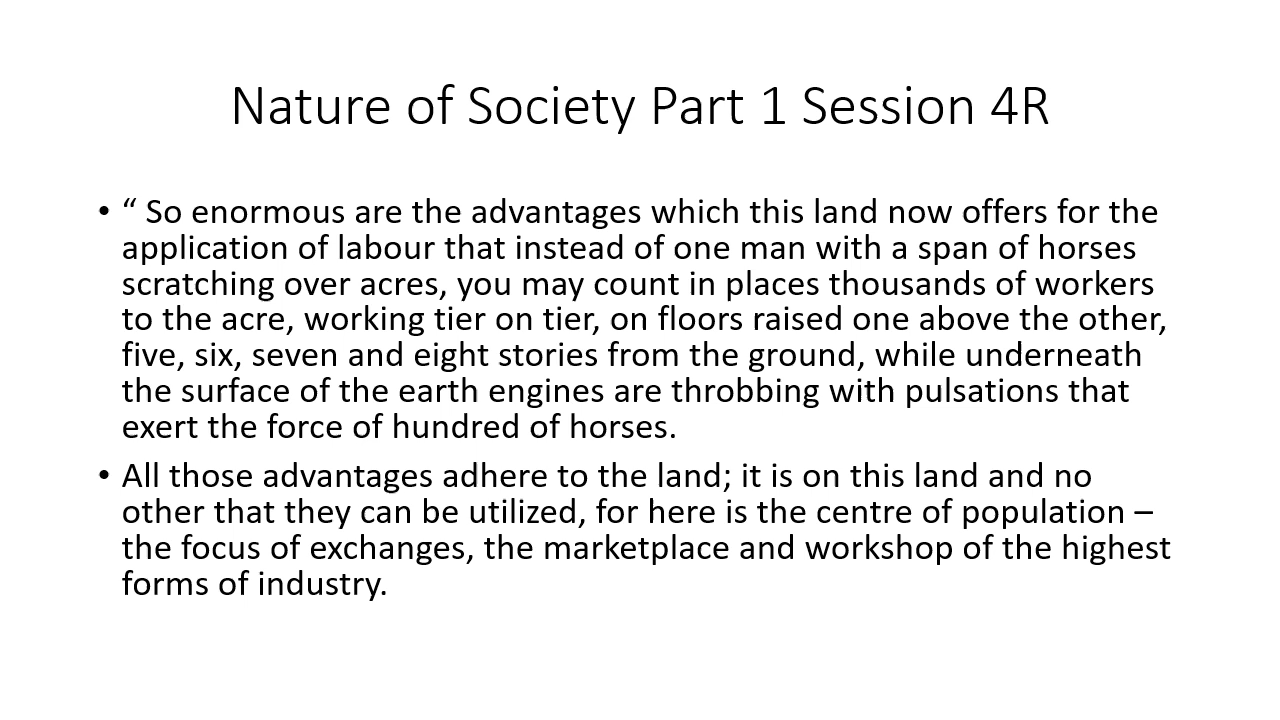 Nature of Society Part 1 Session 4R
• “ So enormous are the advantages which this land now offers for the
application of labour that instead of one man with a span of horses
scratching over acres, you may count in places thousands of workers
to the acre, working tier on tier, on floors raised one above the other,
five, six, seven and eight stories from the ground, while underneath
the surface of the earth engines are throbbing with pulsations that
exert the force of hundred of horses.
• All those advantages adhere to the land; it is on this land and no
other that they can be utilized, for here is the centre of population –
the focus of exchanges, the marketplace and workshop of the highest
forms of industry.